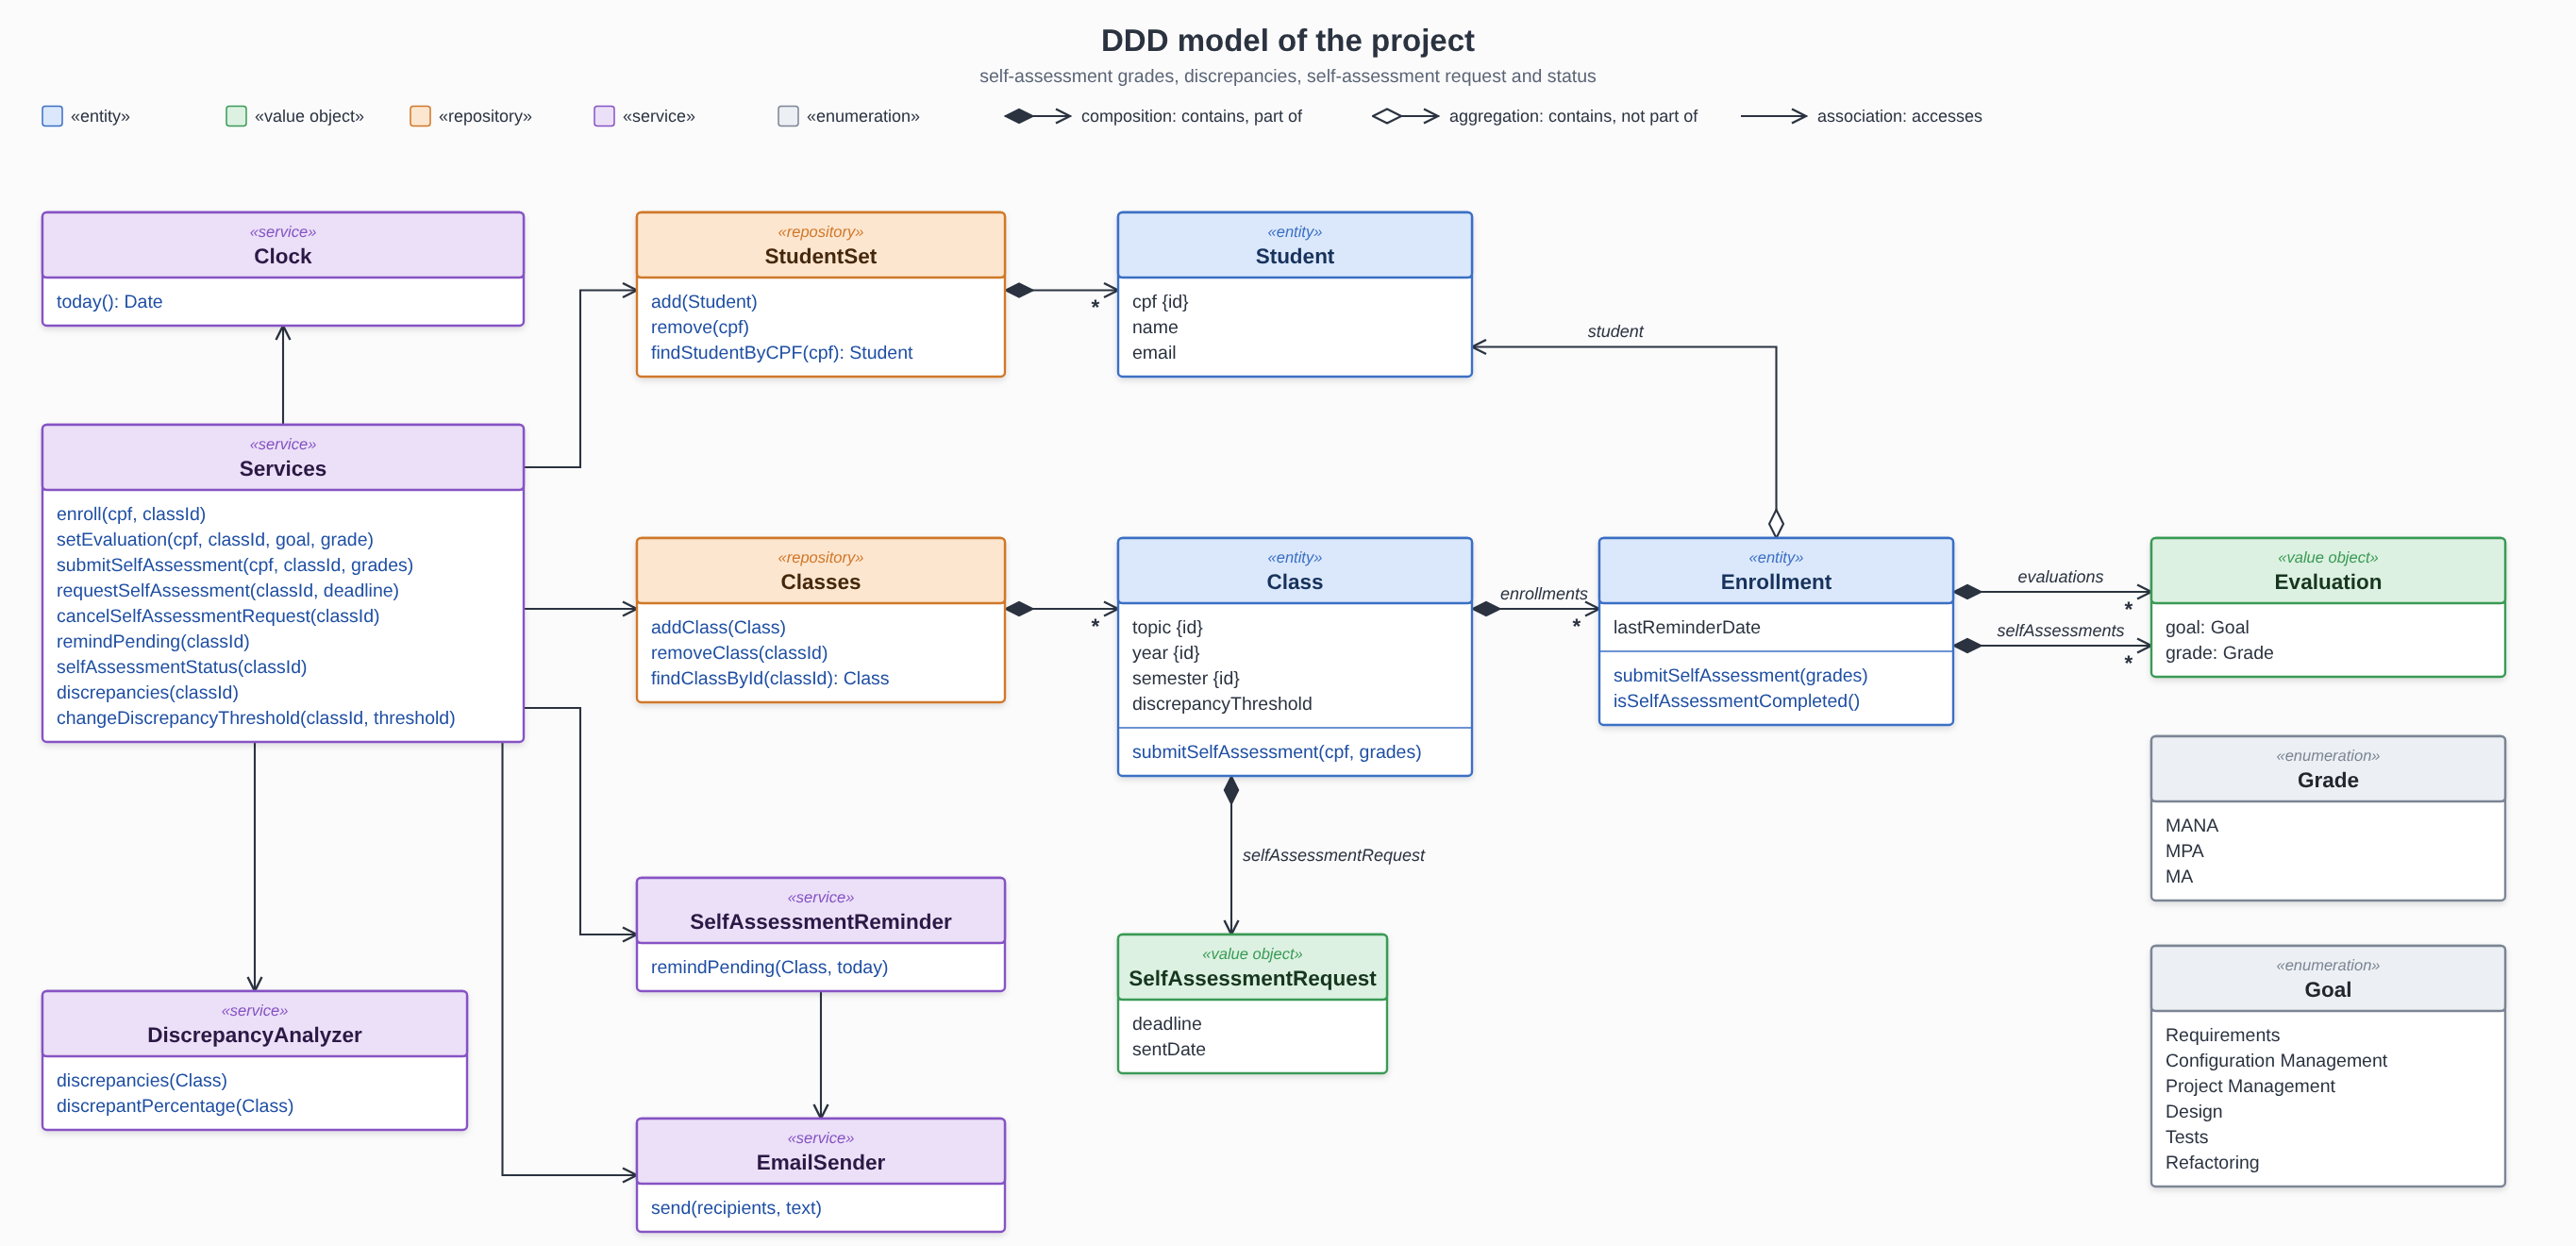 DDD model of the project
self-assessment grades, discrepancies, self-assessment request and status
«entity»
«value object»
«repository»
«service»
«enumeration»
composition: contains, part of
aggregation: contains, not part of
association: accesses
«service»
Clock
today(): Date
«repository»
StudentSet
add(Student)
remove(cpf)
findStudentByCPF(cpf): Student
*
«entity»
Student
cpf {id}
name
email
student
«service»
Services
enroll(cpf, classId)
setEvaluation(cpf, classId, goal, grade)
submitSelfAssessment(cpf, classId, grades)
requestSelfAssessment(classId, deadline)
cancelSelfAssessmentRequest(classId)
remindPending(classId)
selfAssessmentStatus(classId)
discrepancies(classId)
changeDiscrepancyThreshold(classId, threshold)
«repository»
Classes
addClass(Class)
removeClass(classId)
findClassById(classId): Class
*
«entity»
Class
topic {id}
year {id}
semester {id}
discrepancyThreshold
submitSelfAssessment(cpf, grades)
enrollments
*
«entity»
Enrollment
lastReminderDate
submitSelfAssessment(grades)
isSelfAssessmentCompleted()
evaluations
*
selfAssessments
*
«value object»
Evaluation
goal: Goal
grade: Grade
«enumeration»
Grade
MANA
MPA
MA
selfAssessmentRequest
«service»
SelfAssessmentReminder
remindPending(Class, today)
«value object»
SelfAssessmentRequest
deadline
sentDate
«enumeration»
Goal
Requirements
Configuration Management
Project Management
Design
Tests
Refactoring
«service»
DiscrepancyAnalyzer
discrepancies(Class)
discrepantPercentage(Class)
«service»
EmailSender
send(recipients, text)